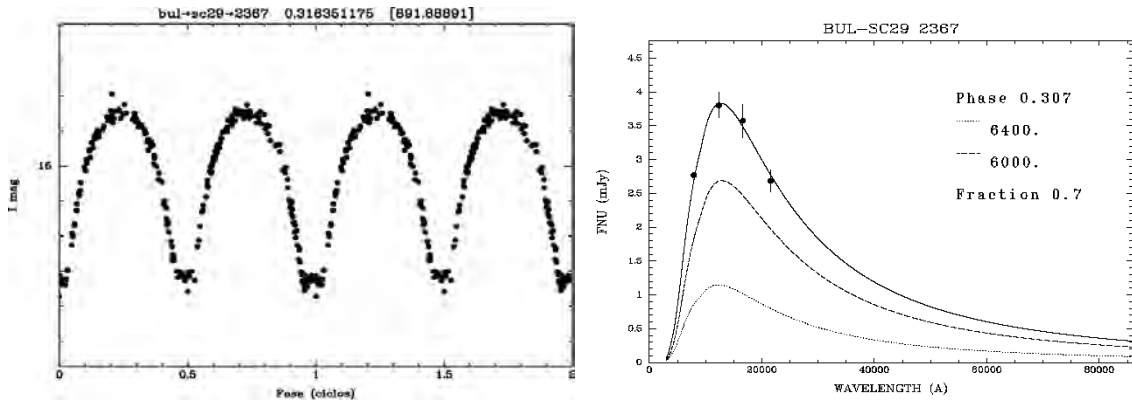 bul→sc29→2367 0.316351175 [891.88891]
I mag
16
0 0.5 1 1.5 2
Fase (ciclos)
BUL-SC29 2367
FNU (mJy)
4.5
4
3.5
3
2.5
2
1.5
1
0.5
0
Phase 0.307
6400.
6000.
Fraction 0.7
0 20000 40000 60000 80000
WAVELENGTH (A)